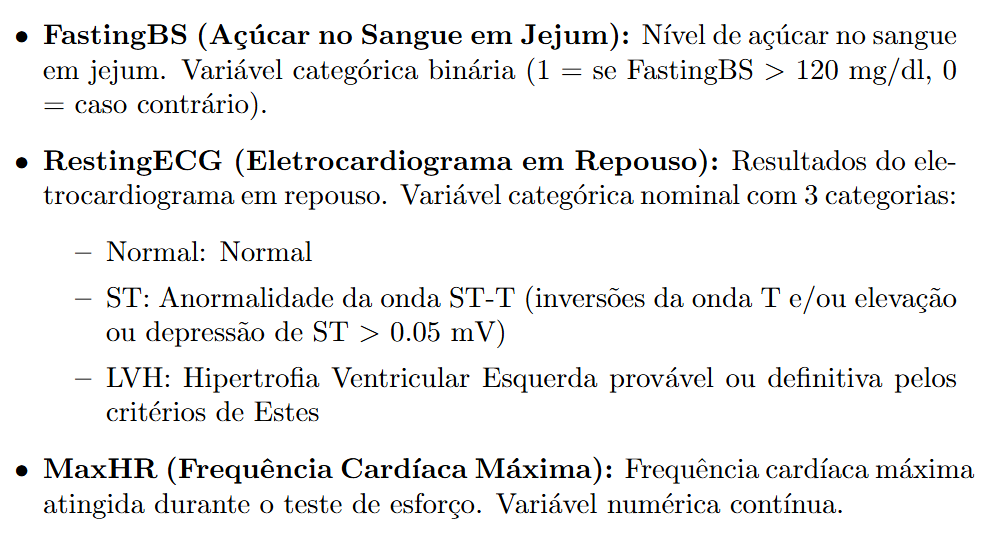 • FastingBS (Açúcar no Sangue em Jejum): Nível de açúcar no sangue
em jejum. Variável categórica binária (1 = se FastingBS > 120 mg/dl, 0
= caso contrário).
• RestingECG (Eletrocardiograma em Repouso): Resultados do ele-
trocardiograma em repouso. Variável categórica nominal com 3 categorias:
– Normal: Normal
– ST: Anormalidade da onda ST-T (inversões da onda T e/ou elevação
ou depressão de ST > 0.05 mV)
– LVH: Hipertrofia Ventricular Esquerda provável ou definitiva pelos
critérios de Estes
• MaxHR (Frequência Cardíaca Máxima): Frequência cardíaca máxima
atingida durante o teste de esforço. Variável numérica contínua.